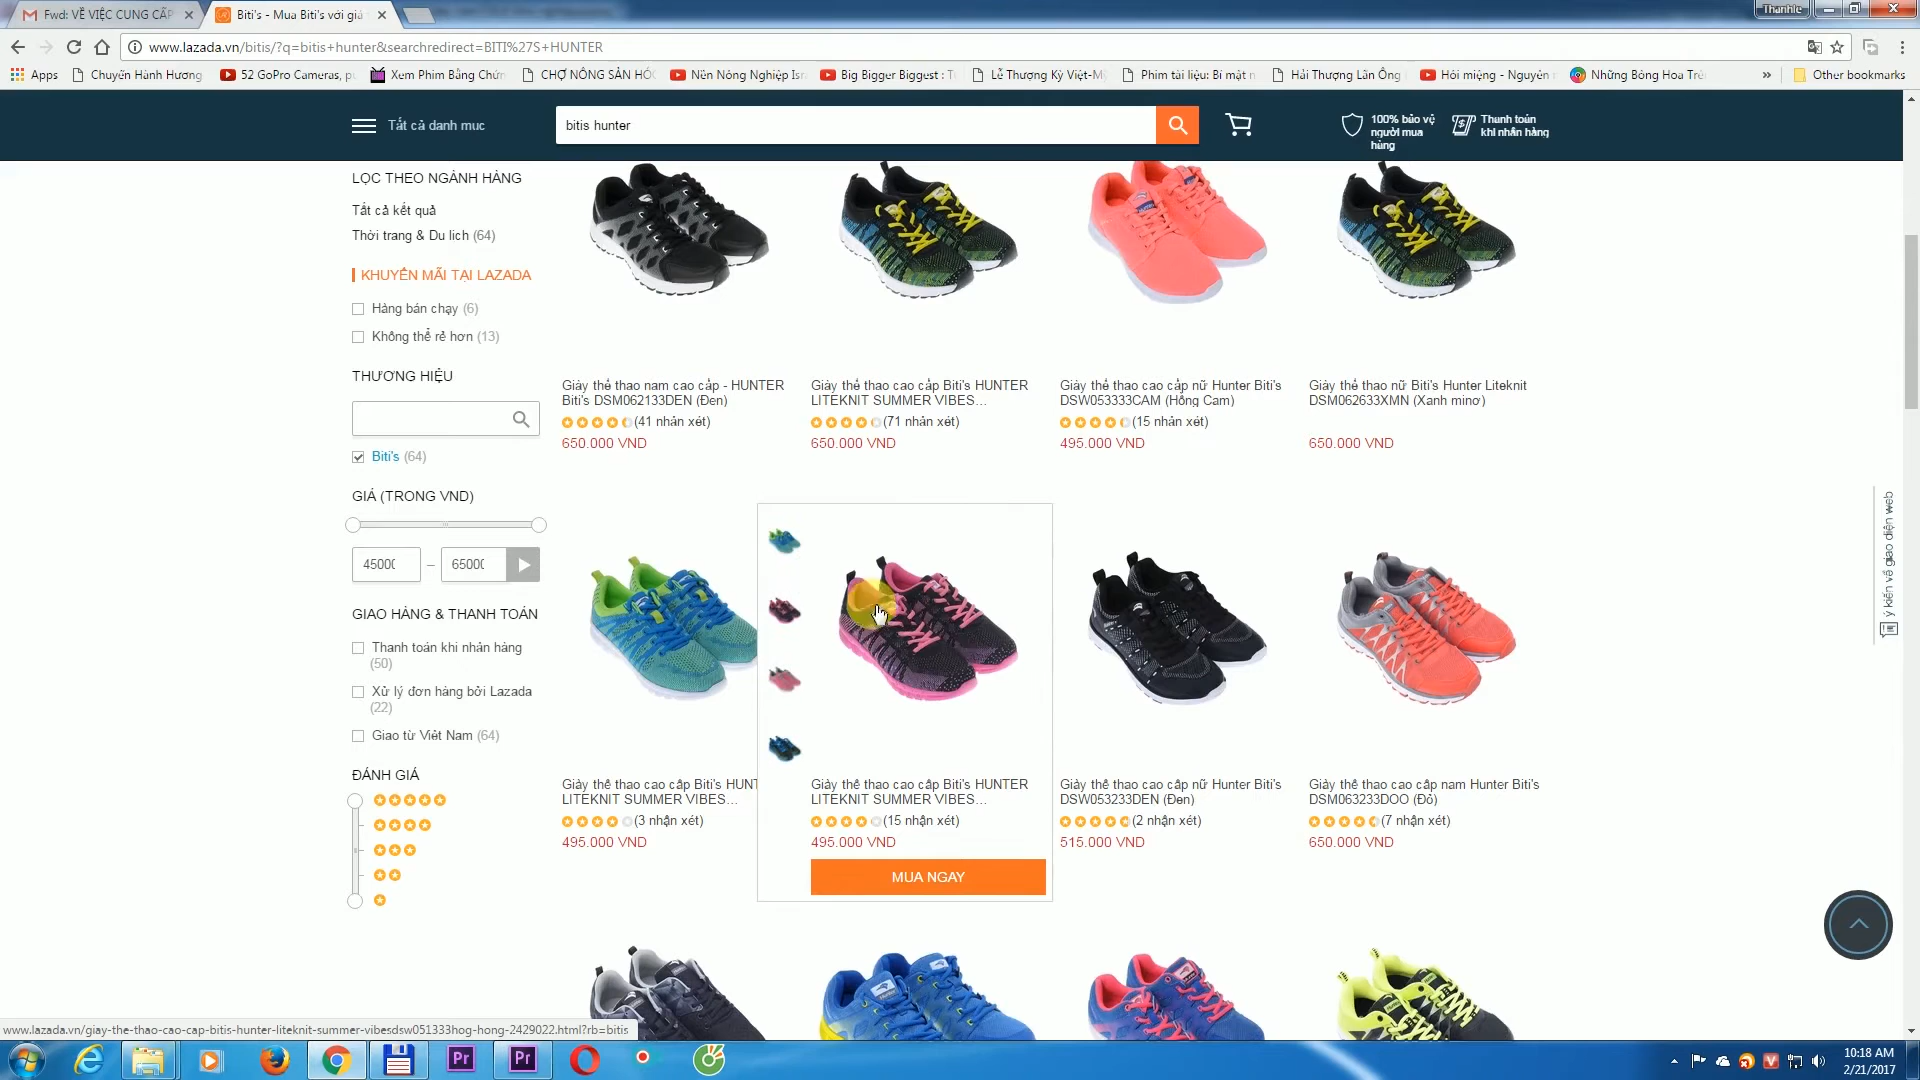 Fwd: VỀ VIỆC CUNG CẤP
Biti's - Mua Biti's với giá
Thanhle
www.lazada.vn/bitis/?q=bitis+hunter&searchredirect=BITI%27S+HUNTER
Apps
Chuyến Hành Hương
52 GoPro Cameras, p
Xem Phim Bằng Chứn
CHỢ NÔNG SẢN HÓC
Nền Nông Nghiệp Isr
Big Bigger Biggest : T
Lễ Thượng Kỳ Việt-M
Phim tài liệu: Bí mật n
Hải Thượng Lãn Ông
Hỏi miệng - Nguyên
Những Bông Hoa Trê
»
Other bookmarks
Tất cả danh mục
bitis hunter
100% bảo vệ
người mua
hàng
Thanh toán
khi nhận hàng
LỌC THEO NGÀNH HÀNG
Tất cả kết quả
Thời trang & Du lịch (64)
KHUYẾN MÃI TẠI LAZADA
Hàng bán chạy (6)
Không thể rẻ hơn (13)
THƯƠNG HIỆU
Biti's (64)
GIÁ (TRONG VND)
45000
–
65000
GIAO HÀNG & THANH TOÁN
Thanh toán khi nhận hàng
(50)
Xử lý đơn hàng bởi Lazada
(22)
Giao từ Việt Nam (64)
ĐÁNH GIÁ
Giày thể thao nam cao cấp - HUNTER
Biti's DSM062133DEN (Đen)
(41 nhận xét)
650.000 VND
Giày thể thao cao cấp Biti's HUNTER
LITEKNIT SUMMER VIBES...
(71 nhận xét)
650.000 VND
Giày thể thao cao cấp nữ Hunter Biti's
DSW053333CAM (Hồng Cam)
(15 nhận xét)
495.000 VND
Giày thể thao nữ Biti's Hunter Liteknit
DSM062633XMN (Xanh minơ)
650.000 VND
Giày thể thao cao cấp Biti's HUNT
LITEKNIT SUMMER VIBES...
(3 nhận xét)
495.000 VND
Giày thể thao cao cấp Biti's HUNTER
LITEKNIT SUMMER VIBES...
(15 nhận xét)
495.000 VND
MUA NGAY
Giày thể thao cao cấp nữ Hunter Biti's
DSW053233DEN (Đen)
(2 nhận xét)
515.000 VND
Giày thể thao cao cấp nam Hunter Biti's
DSM063233DOO (Đỏ)
(7 nhận xét)
650.000 VND
ý kiến về giao diện web
www.lazada.vn/giay-the-thao-cao-cap-bitis-hunter-liteknit-summer-vibesdsw051333hog-hong-2429022.html?rb=bitis
Pr
Pr
10:18 AM
2/21/2017